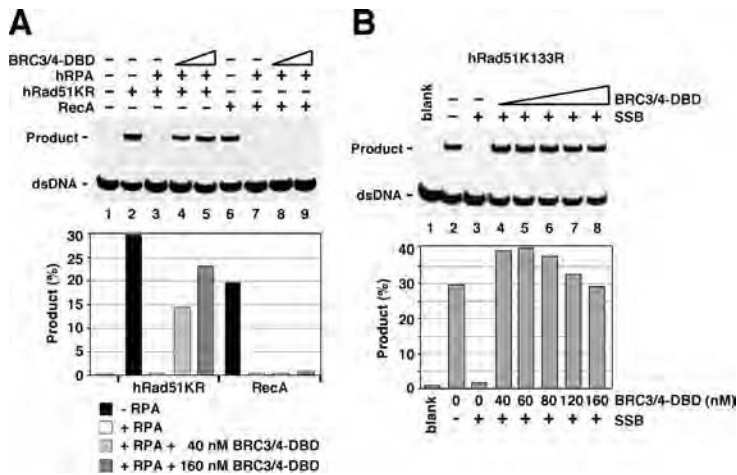 A
BRC3/4-DBD - - - - - -
hRPA - - + + + - + + +
hRad51KR - + + + + - - - -
RecA - - - - - + + + +
Product -
dsDNA -
1 2 3 4 5 6 7 8 9
30
25
20
15
10
5
0
Product (%)
hRad51KR RecA
- RPA
+ RPA
+ RPA + 40 nM BRC3/4-DBD
+ RPA + 160 nM BRC3/4-DBD
B
hRad51K133R
blank - - BRC3/4-DBD
- + + + + + + SSB
Product -
dsDNA -
1 2 3 4 5 6 7 8
40
30
20
10
0
Product (%)
blank 0 0 40 60 80 120 160 BRC3/4-DBD (nM)
- + + + + + + SSB